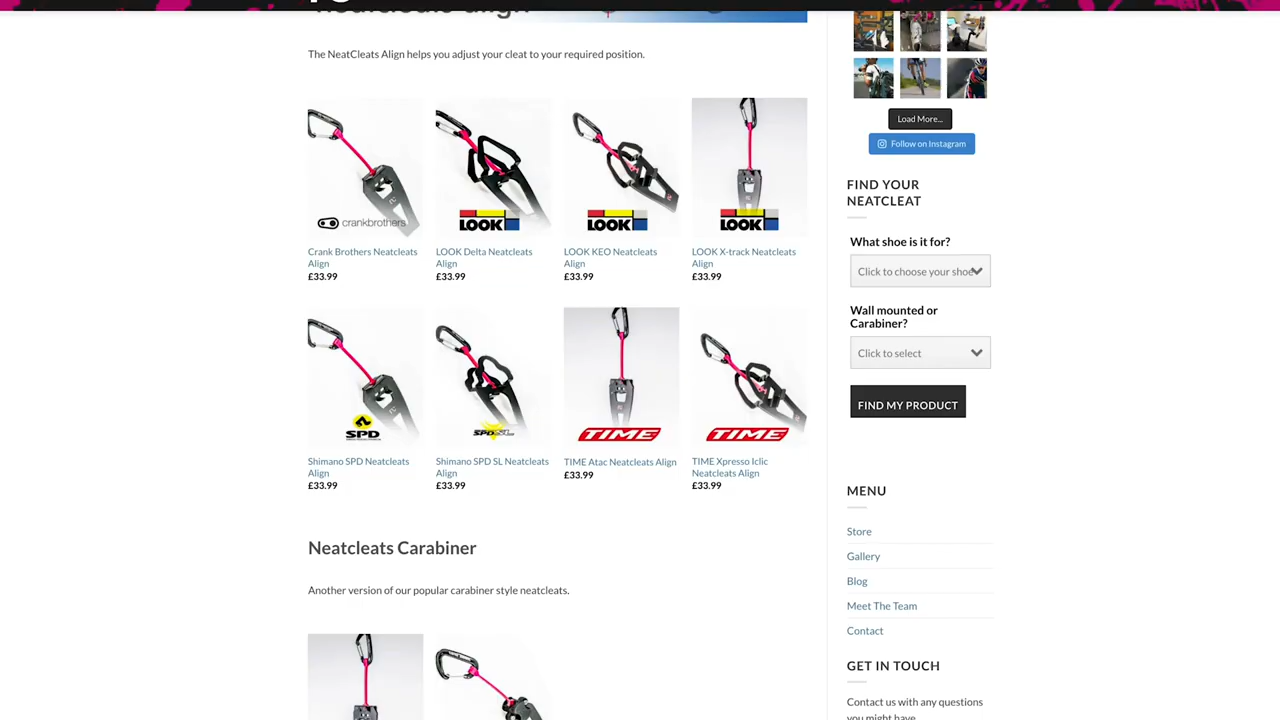 neatcleats align
The NeatCleats Align helps you adjust your cleat to your required position.
crankbrothers
LOOK
LOOK
LOOK
Crank Brothers Neatcleats
Align
£33.99
LOOK Delta Neatcleats
Align
£33.99
LOOK KEO Neatcleats
Align
£33.99
LOOK X-track Neatcleats
Align
£33.99
SPD
SPD-SL
TIME
TIME
Shimano SPD Neatcleats
Align
£33.99
Shimano SPD SL Neatcleats
Align
£33.99
TIME Atac Neatcleats Align
£33.99
TIME Xpresso Iclic
Neatcleats Align
£33.99
Neatcleats Carabiner
Another version of our popular carabiner style neatcleats.
Load More...
Follow on Instagram
FIND YOUR
NEATCLEAT
What shoe is it for?
Click to choose your shoe
Wall mounted or
Carabiner?
Click to select
FIND MY PRODUCT
MENU
Store
Gallery
Blog
Meet The Team
Contact
GET IN TOUCH
Contact us with any questions
you might have